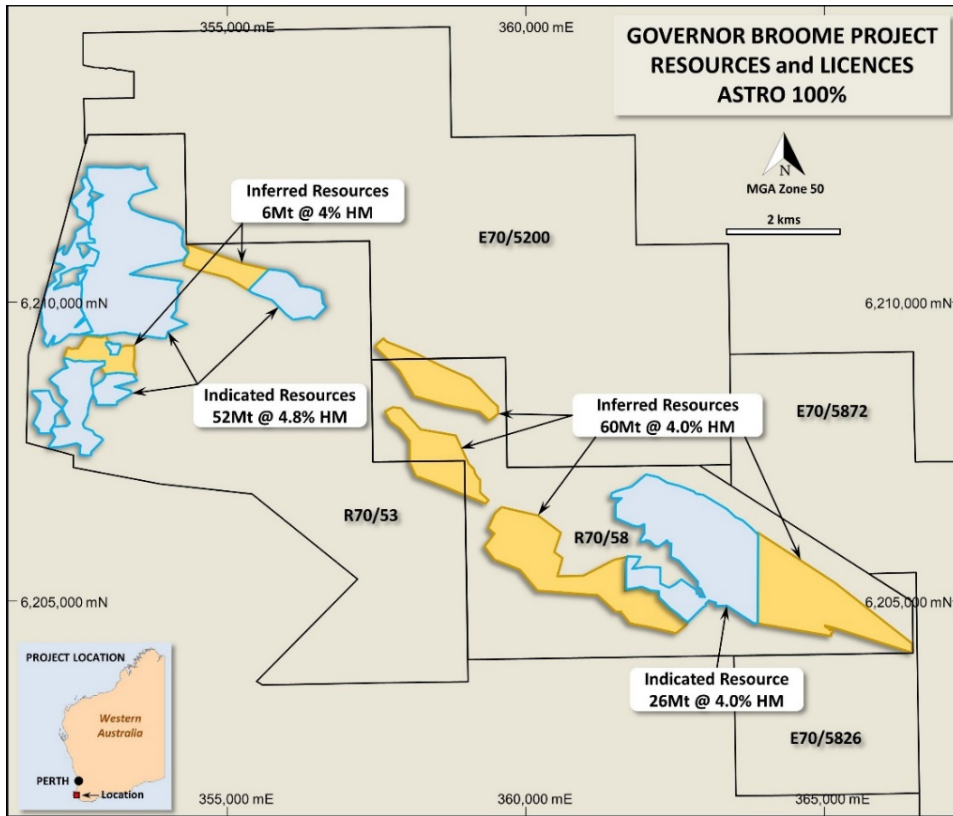 355,000 mE
360,000 mE
GOVERNOR BROOME PROJECT
RESOURCES and LICENCES
ASTRO 100%
MGA Zone 50
2 kms
Inferred Resources
6Mt @ 4% HM
E70/5200
6,210,000 mN
6,210,000 mN
Indicated Resources
52Mt @ 4.8% HM
Inferred Resources
60Mt @ 4.0% HM
E70/5872
R70/53
R70/58
6,205,000 mN
6,205,000 mN
PROJECT LOCATION
Western
Australia
PERTH
Location
Indicated Resource
26Mt @ 4.0% HM
E70/5826
355,000 mE
360,000 mE
365,000 mE